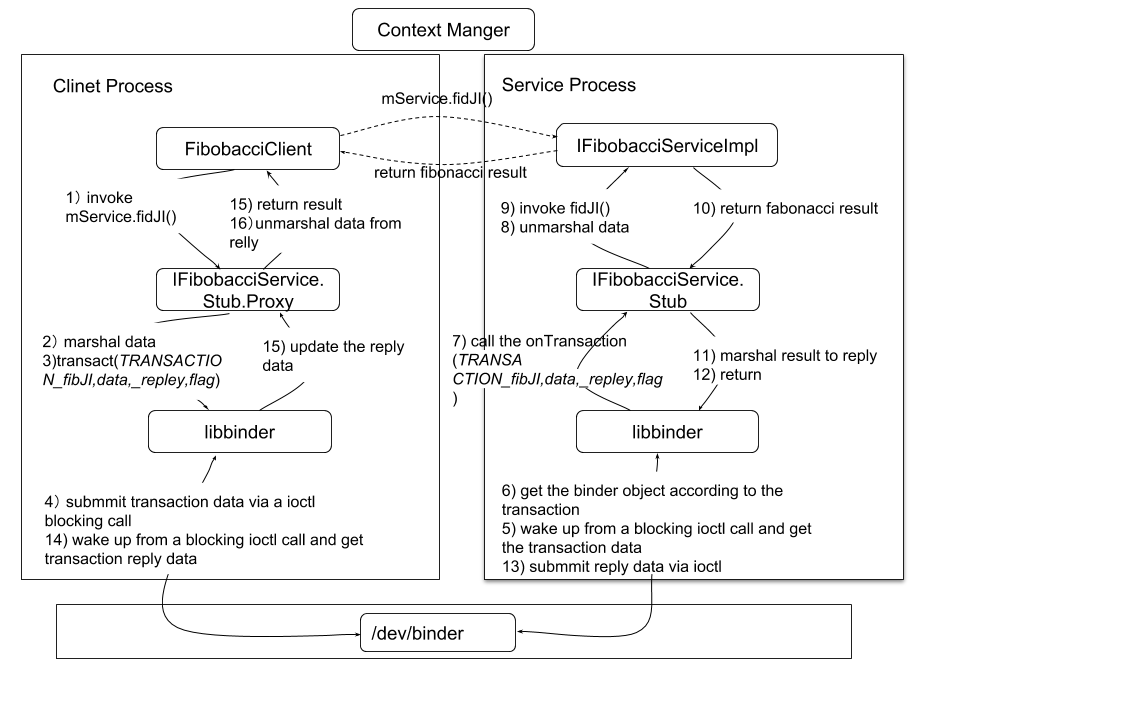 Context Manger
Clinet Process
Service Process
mService.fidJI()
FibobacciClient
IFibobacciServiceImpl
return fibonacci result
1）invoke
mService.fidJI()
15) return result
16）unmarshal data from
relly
9) invoke fidJI()
8) unmarshal data
10) return fabonacci result
IFibobacciService.
Stub.Proxy
IFibobacciService.
Stub
2）marshal data
3)transact(TRANSACTIO
N_fibJI,data,_repley,flag)
15) update the reply
data
7) call the onTransaction
(TRANSA
CTION_fibJI,data,_repley,flag
)
11) marshal result to reply
12) return
libbinder
libbinder
4）submmit transaction data via a ioctl
blocking call
14) wake up from a blocking ioctl call and get
transaction reply data
6) get the binder object according to the
transaction
5) wake up from a blocking ioctl call and get
the transaction data
13) submmit reply data via ioctl
/dev/binder